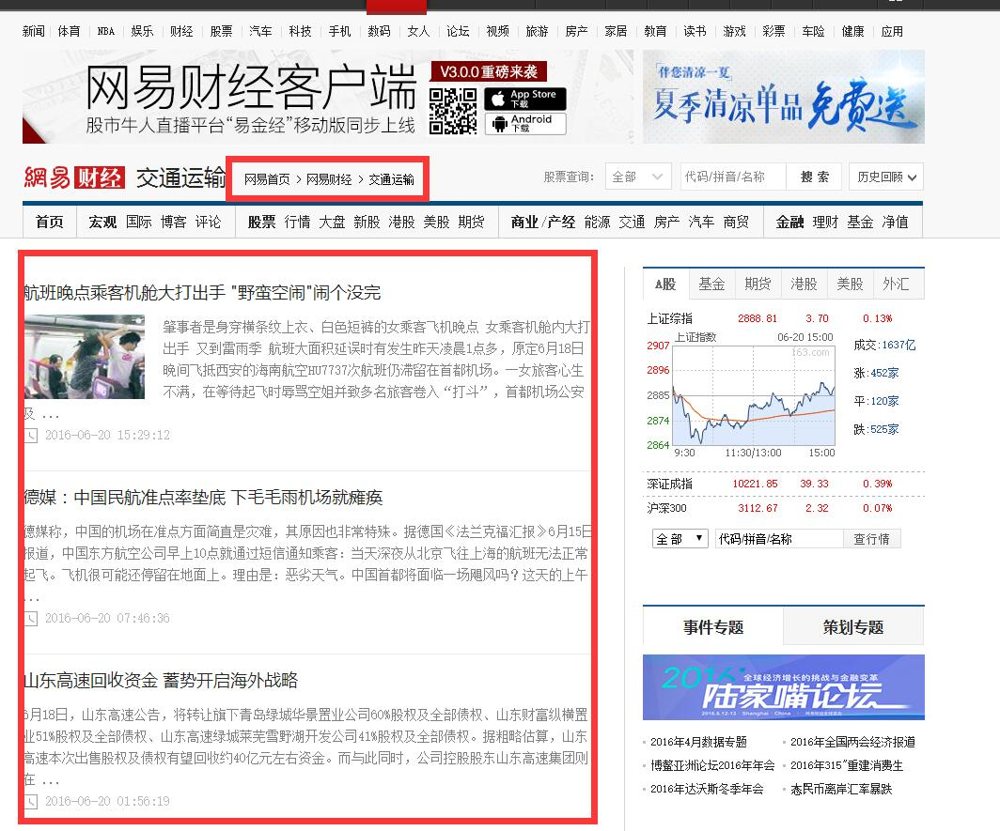 新闻 体育 NBA 娱乐 财经 股票 汽车 科技 手机 数码 女人 论坛 视频 旅游 房产 家居 教育 读书 游戏 彩票 车险 健康 应用
网易财经客户端
股市牛人直播平台“易金经”移动版同步上线
V3.0.0重磅来袭
App Store
下载
Android
下载
伴您清凉一夏
夏季清凉单品免费送
網易 财经 交通运输
网易首页 > 网易财经 > 交通运输
股票查询: 全部 代码/拼音/名称 搜 索 历史回顾
首页 宏观 国际 博客 评论 股票 行情 大盘 新股 港股 美股 期货 商业/产经 能源 交通 房产 汽车 商贸 金融 理财 基金 净值
航班晚点乘客机舱大打出手 "野蛮空闹"闹个没完
肇事者是身穿横条纹上衣、白色短裤的女乘客飞机晚点 女乘客机舱内大打
出手 又到雷雨季 航班大面积延误时有发生昨天凌晨1点多，原定6月18日
晚间飞抵西安的海南航空HU7737次航班仍滞留在首都机场。一女旅客心生
不满，在等待起飞时辱骂空姐并致多名旅客卷入“打斗”，首都机场公安
及 ...
2016-06-20 15:29:12
德媒：中国民航准点率垫底 下毛毛雨机场就瘫痪
德媒称，中国的机场在准点方面简直是灾难，其原因也非常特殊。据德国《法兰克福汇报》6月15日
报道，中国东方航空公司早上10点就通过短信通知乘客：当天深夜从北京飞往上海的航班无法正常
起飞。飞机很可能还停留在地面上。理由是：恶劣天气。中国首都将面临一场飓风吗？这天的上午
...
2016-06-20 07:46:36
山东高速回收资金 蓄势开启海外战略
6月18日，山东高速公告，将转让旗下青岛绿城华景置业公司60%股权及全部债权、山东财富纵横置
业51%股权及全部债权、山东高速绿城莱芜雪野湖开发公司41%股权及全部债权。据粗略估算，山东
高速本次出售股权及债权有望回收约40亿元左右资金。而与此同时，公司控股股东山东高速集团则
在 ...
2016-06-20 01:56:19
A股 基金 期货 港股 美股 外汇
上证综指 2888.81 3.70 0.13%
上证指数 06-20 15:00
163.com
2907
2896
2885
2874
2864
9:30 11:30/13:00 15:00
成交:1637亿
涨:452家
平:120家
跌:525家
深证成指 10221.85 39.33 0.39%
沪深300 3112.67 2.32 0.07%
全部 代码/拼音/名称 查行情
事件专题 策划专题
2016 全球经济增长的挑战与金融变革
陆家嘴论坛
2016.6.12-13 Shanghai · China
2016年4月数据专题 2016年全国两会经济报道
博鳌亚洲论坛2016年年会 2016年315"重建消费生
2016年达沃斯冬季年会 民币离岸汇率暴跌